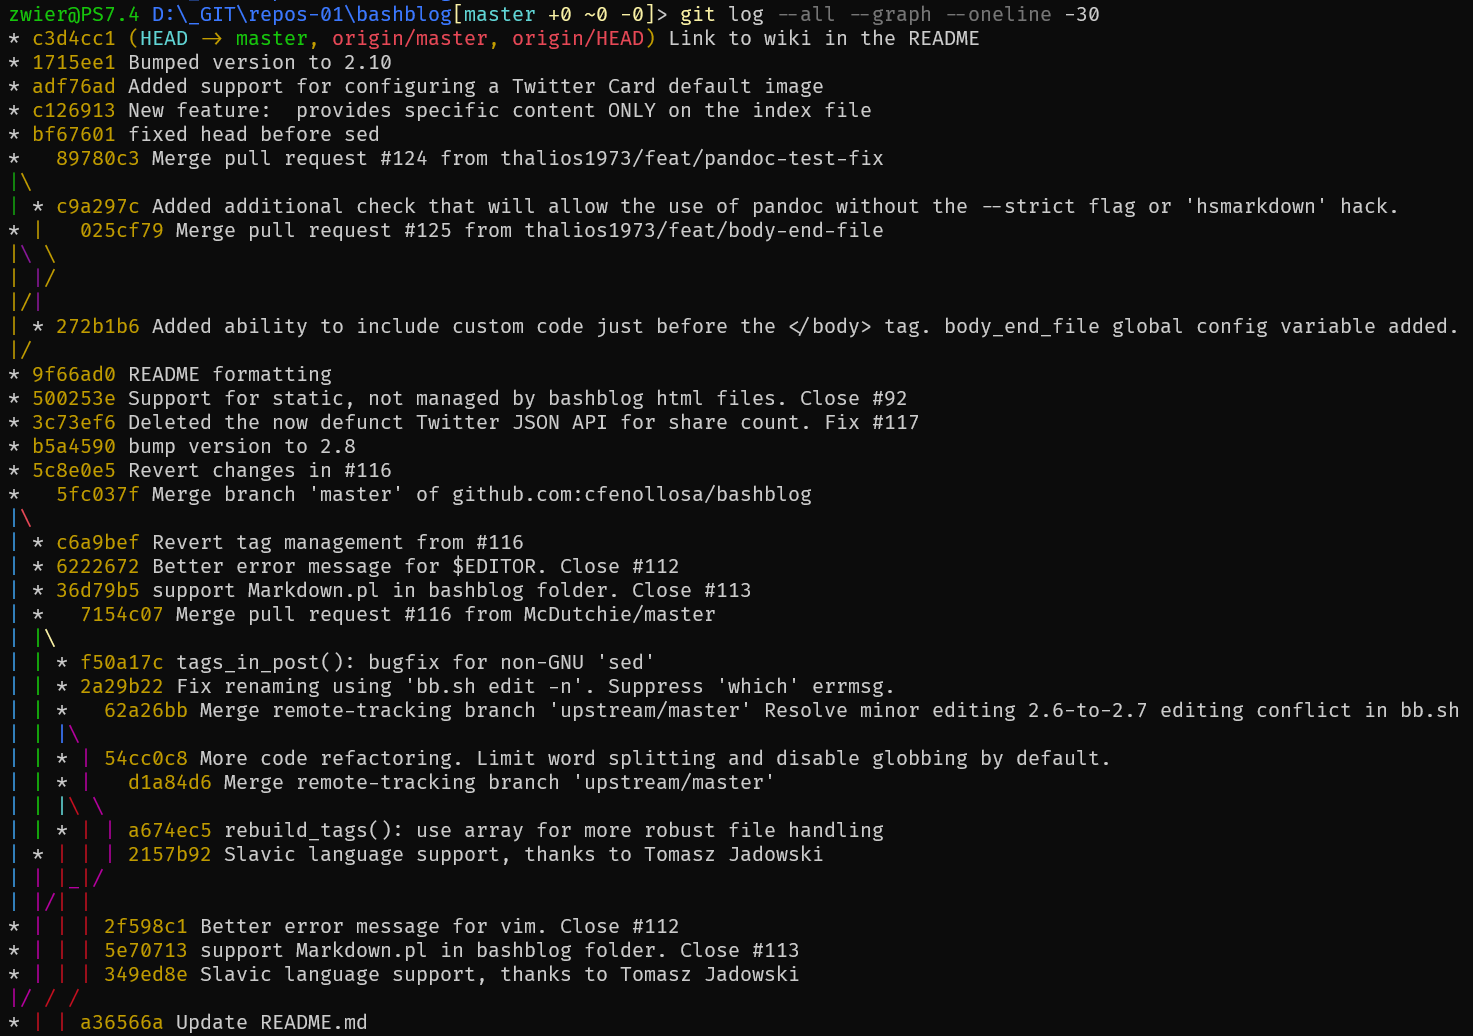 zwier@PS7.4 D:\_GIT\repos-01\bashblog[master +0 ~0 -0]> git log --all --graph --oneline -30
* c3d4cc1 (HEAD -> master, origin/master, origin/HEAD) Link to wiki in the README
* 1715ee1 Bumped version to 2.10
* adf76ad Added support for configuring a Twitter Card default image
* c126913 New feature:  provides specific content ONLY on the index file
* bf67601 fixed head before sed
*   89780c3 Merge pull request #124 from thalios1973/feat/pandoc-test-fix
|\
| * c9a297c Added additional check that will allow the use of pandoc without the --strict flag or 'hsmarkdown' hack.
* |   025cf79 Merge pull request #125 from thalios1973/feat/body-end-file
|\ \
| |/
|/|
| * 272b1b6 Added ability to include custom code just before the </body> tag. body_end_file global config variable added.
|/
* 9f66ad0 README formatting
* 500253e Support for static, not managed by bashblog html files. Close #92
* 3c73ef6 Deleted the now defunct Twitter JSON API for share count. Fix #117
* b5a4590 bump version to 2.8
* 5c8e0e5 Revert changes in #116
*   5fc037f Merge branch 'master' of github.com:cfenollosa/bashblog
|\
| * c6a9bef Revert tag management from #116
| * 6222672 Better error message for $EDITOR. Close #112
| * 36d79b5 support Markdown.pl in bashblog folder. Close #113
| *   7154c07 Merge pull request #116 from McDutchie/master
| |\
| | * f50a17c tags_in_post(): bugfix for non-GNU 'sed'
| | * 2a29b22 Fix renaming using 'bb.sh edit -n'. Suppress 'which' errmsg.
| | *   62a26bb Merge remote-tracking branch 'upstream/master' Resolve minor editing 2.6-to-2.7 editing conflict in bb.sh
| | |\
| | * | 54cc0c8 More code refactoring. Limit word splitting and disable globbing by default.
| | * |   d1a84d6 Merge remote-tracking branch 'upstream/master'
| | |\ \
| | * | | a674ec5 rebuild_tags(): use array for more robust file handling
| * | | | 2157b92 Slavic language support, thanks to Tomasz Jadowski
| | |_|/
| |/| |
* | | | 2f598c1 Better error message for vim. Close #112
* | | | 5e70713 support Markdown.pl in bashblog folder. Close #113
* | | | 349ed8e Slavic language support, thanks to Tomasz Jadowski
|/ / /
* | | a36566a Update README.md